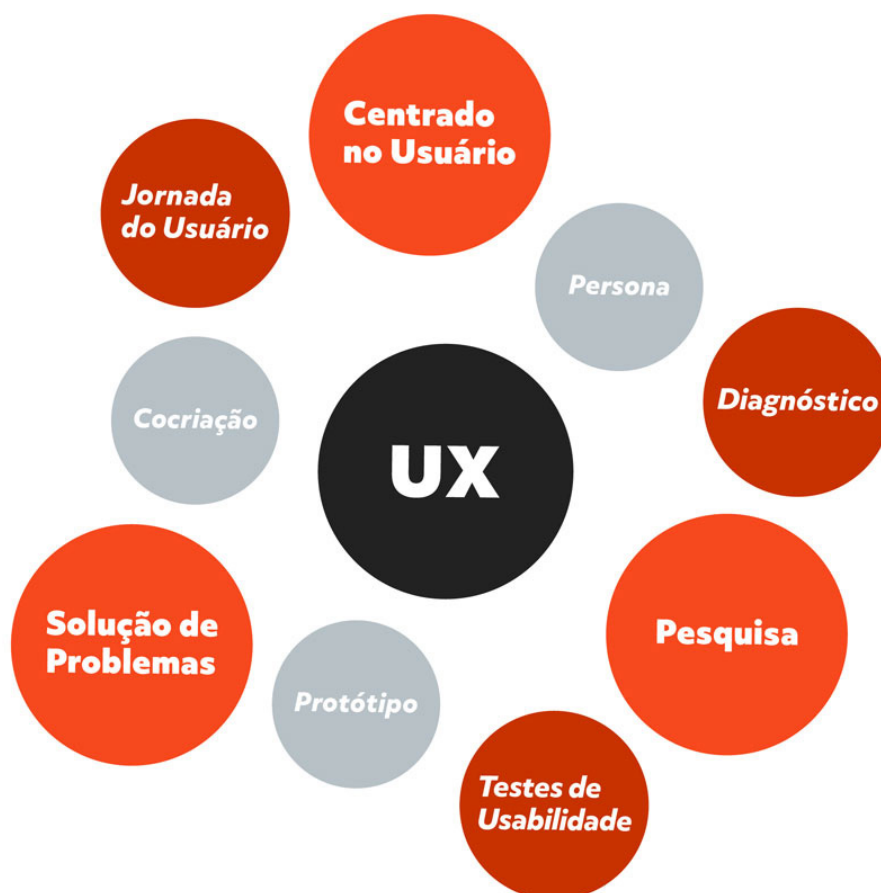 Centrado
no Usuário
Jornada
do Usuário
Persona
Diagnóstico
Cocriação
UX
Solução de
Problemas
Pesquisa
Protótipo
Testes de
Usabilidade